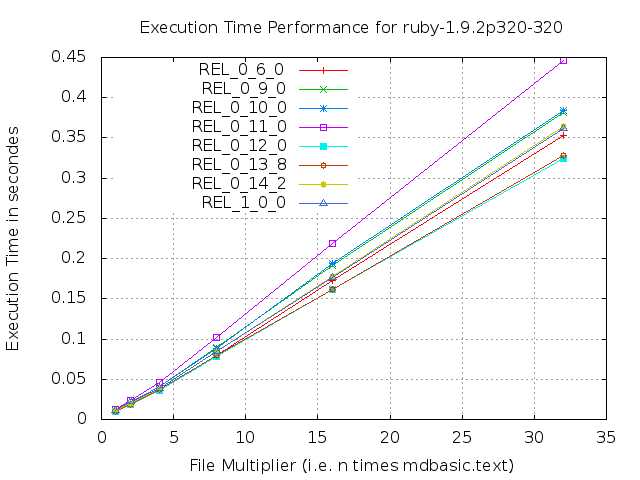 Execution Time Performance for ruby-1.9.2p320-320
0.45
0.4
0.35
0.3
0.25
0.2
0.15
0.1
0.05
0
Execution Time in secondes
REL_0_6_0
REL_0_9_0
REL_0_10_0
REL_0_11_0
REL_0_12_0
REL_0_13_8
REL_0_14_2
REL_1_0_0
0 5 10 15 20 25 30 35
File Multiplier (i.e. n times mdbasic.text)